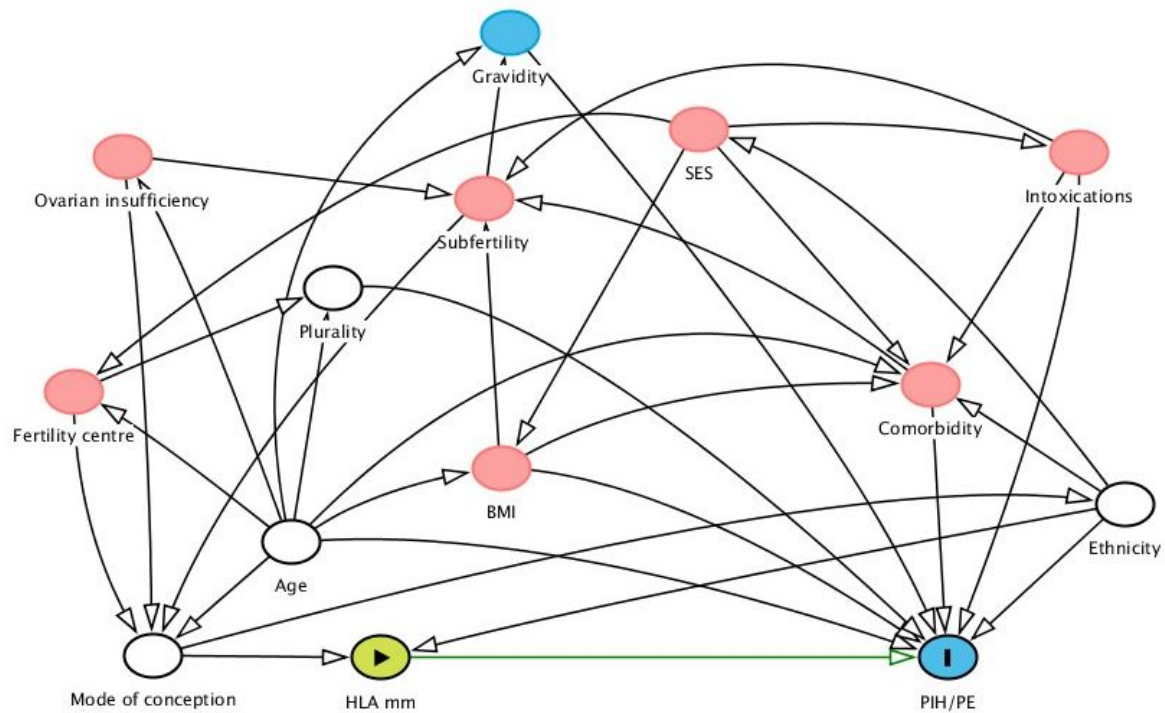 Gravidity
SES
Ovarian insufficiency
Intoxications
Subfertility
Plurality
Fertility centre
Comorbidity
BMI
Ethnicity
Age
Mode of conception
HLA mm
PIH/PE